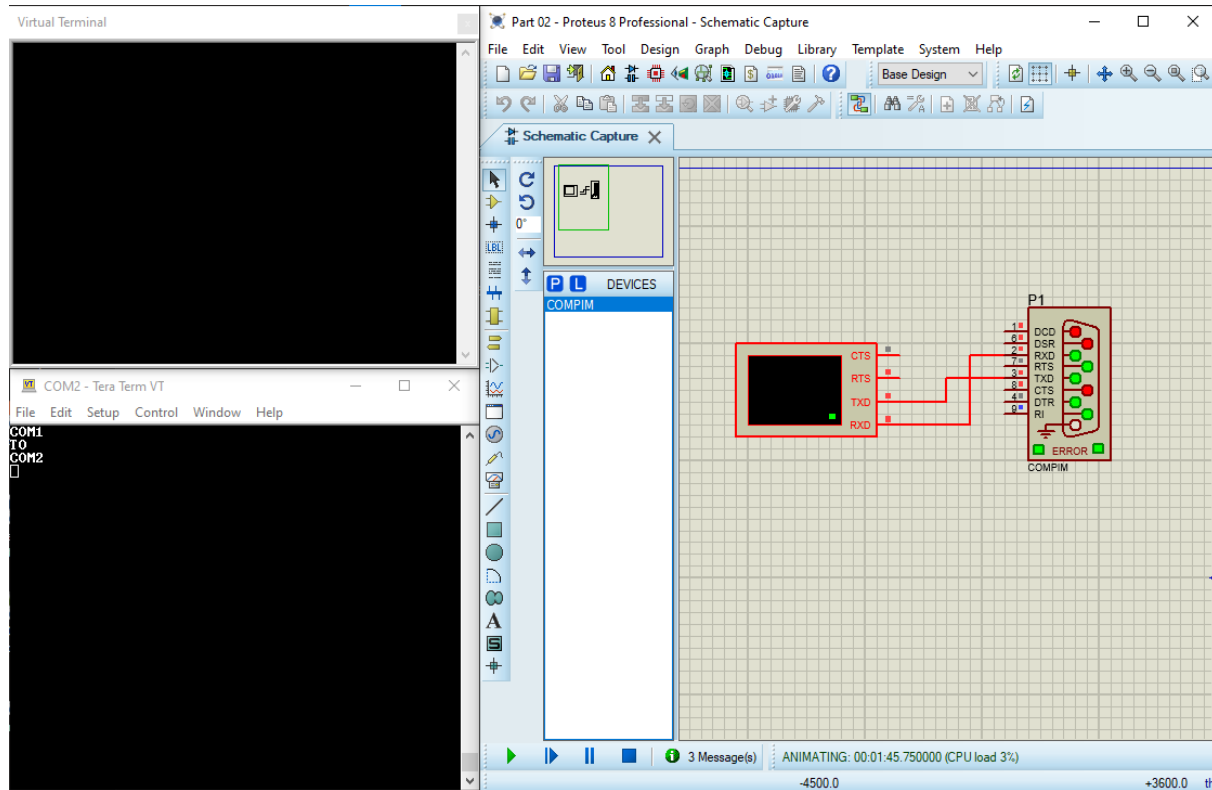 Virtual Terminal
COM2 - Tera Term VT
File Edit Setup Control Window Help
COM1
TO
COM2
Part 02 - Proteus 8 Professional - Schematic Capture
File Edit View Tool Design Graph Debug Library Template System Help
Base Design
Schematic Capture
0°
LBL
P L DEVICES
COMPIM
A
S
CTS
RTS
TXD
RXD
P1
1 DCD
6 DSR
2 RXD
7 RTS
3 TXD
8 CTS
4 DTR
9 RI
ERROR
COMPIM
3 Message(s) ANIMATING: 00:01:45.750000 (CPU load 3%)
-4500.0 +3600.0 th